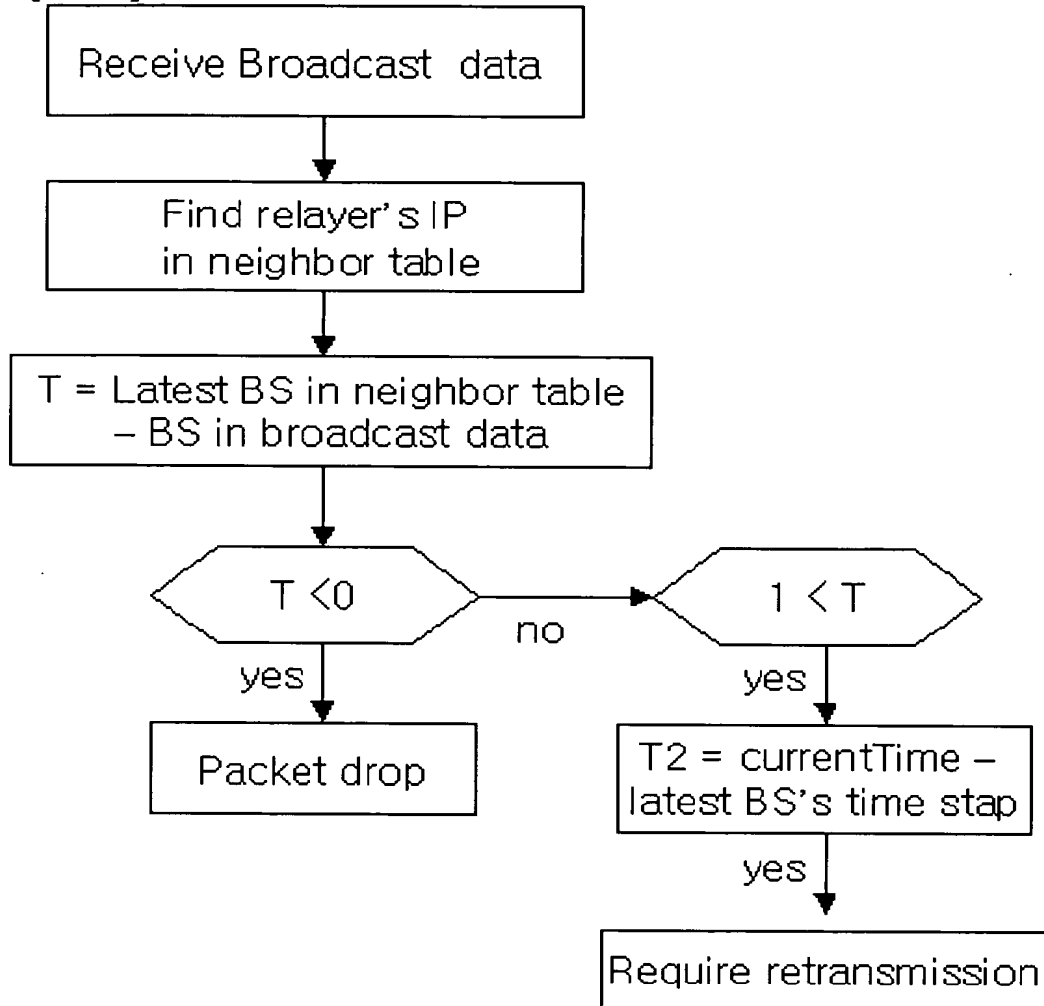 Receive Broadcast data
Find relayer's IP
in neighbor table
T = Latest BS in neighbor table
– BS in broadcast data
T <0
no
1 < T
yes
yes
Packet drop
T2 = currentTime –
latest BS's time stap
yes
Require retransmission